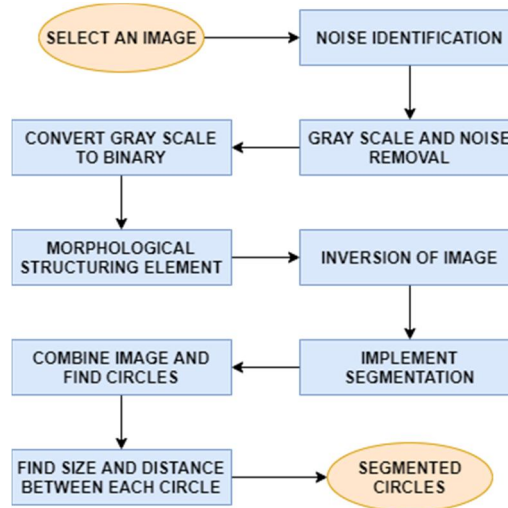 SELECT AN IMAGE
NOISE IDENTIFICATION
GRAY SCALE AND NOISE
REMOVAL
CONVERT GRAY SCALE
TO BINARY
MORPHOLOGICAL
STRUCTURING ELEMENT
INVERSION OF IMAGE
IMPLEMENT
SEGMENTATION
COMBINE IMAGE AND
FIND CIRCLES
FIND SIZE AND DISTANCE
BETWEEN EACH CIRCLE
SEGMENTED
CIRCLES